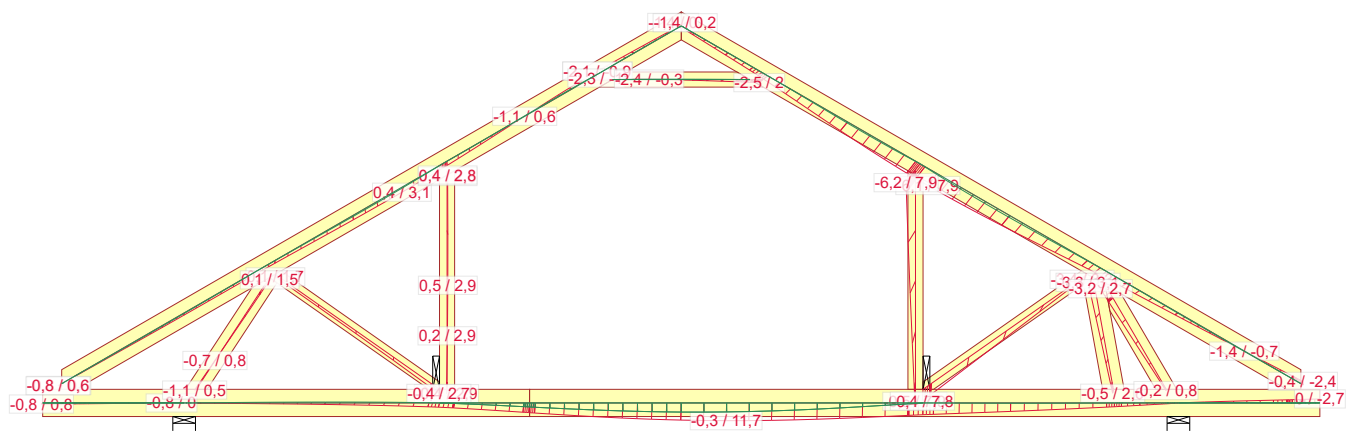 --1,4 / 0,2
-2,3 /
-2,4 / -0,3
-2,5 / 2
-1,1 / 0,6
0,4 / 2,8
-6,2 / 7,9
0,4 / 3,1
0,1 / 1,5
-3,2 / 2,7
0,5 / 2,9
0,2 / 2,9
-1,4 / -0,7
-0,7 / 0,8
-0,8 / 0,6
-1,1 / 0,5
-0,4 / 2,79
-0,4 / 7,8
-0,5 / 2,
-0,2 / 0,8
-0,4 / -2,4
-0,8 / 0,8
-0,8 / 0
0 / -2,7
-0,3 / 11,7